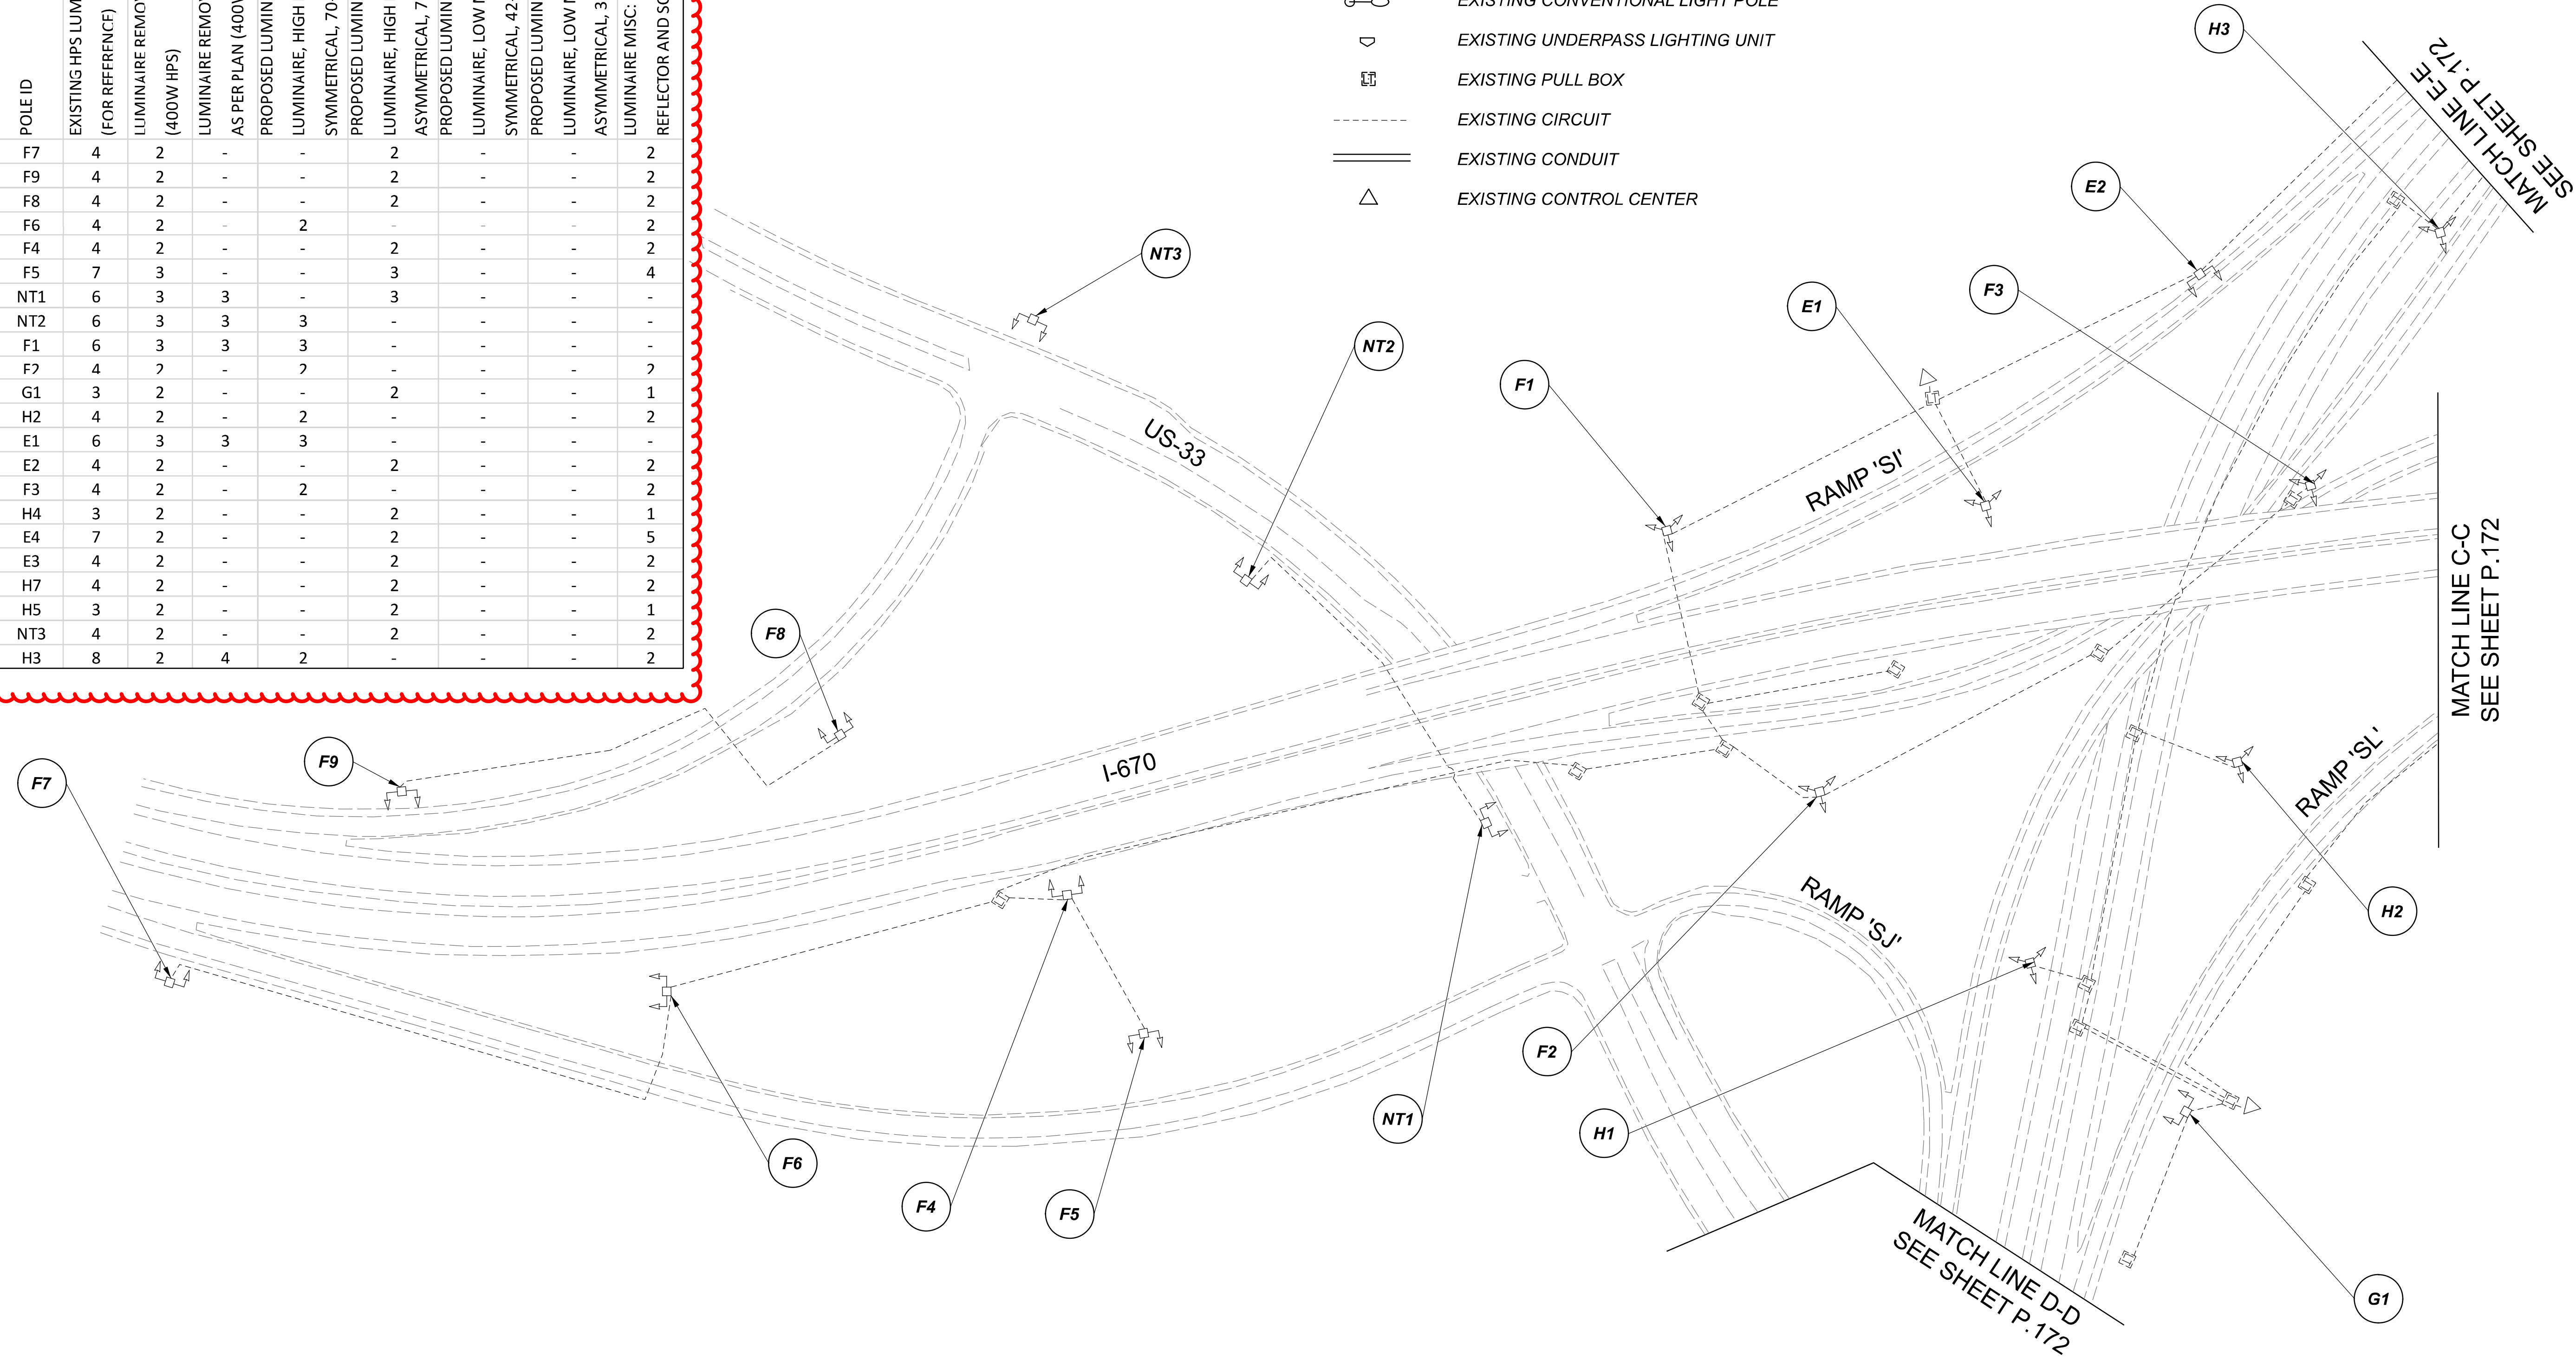 POLE ID
EXISTING HPS LUM
(FOR REFERENCE)
LUMINAIRE REMOV
(400W HPS)
LUMINAIRE REMOV
AS PER PLAN (400W
PROPOSED LUMIN
LUMINAIRE, HIGH
SYMMETRICAL, 70-
PROPOSED LUMIN
LUMINAIRE, HIGH
ASYMMETRICAL, 7
PROPOSED LUMIN
LUMINAIRE, LOW
SYMMETRICAL, 42-
PROPOSED LUMIN
LUMINAIRE, LOW
ASYMMETRICAL, 3
LUMINAIRE MISC:
REFLECTOR AND SO
F7 4 2 - - 2 - - 2
F9 4 2 - - 2 - - 2
F8 4 2 - - 2 - - 2
F6 4 2 - 2 - - - 2
F4 4 2 - - 2 - - 2
F5 7 3 - - 3 - - 4
NT1 6 3 3 - 3 - - -
NT2 6 3 3 3 - - - -
F1 6 3 3 3 - - - -
F2 4 2 - 2 - - - 2
G1 3 2 - - 2 - - 1
H2 4 2 - 2 - - - 2
E1 6 3 3 3 - - - -
E2 4 2 - - 2 - - 2
F3 4 2 - 2 - - - 2
H4 3 2 - - 2 - - 1
E4 7 2 - - 2 - - 5
E3 4 2 - - 2 - - 2
H7 4 2 - - 2 - - 2
H5 3 2 - - 2 - - 1
NT3 4 2 - - 2 - - 2
H3 8 2 4 2 - - - 2
EXISTING CONVENTIONAL LIGHT POLE
EXISTING UNDERPASS LIGHTING UNIT
EXISTING PULL BOX
EXISTING CIRCUIT
EXISTING CONDUIT
EXISTING CONTROL CENTER
H3
MATCH LINE E-E
SEE SHEET P.172
E2
NT3
F3
E1
NT2
F1
US-33
RAMP 'SI'
MATCH LINE C-C
SEE SHEET P.172
F8
F9
I-670
F7
RAMP 'SL'
RAMP 'SJ'
H2
F2
NT1
H1
F6
F4
F5
MATCH LINE D-D
SEE SHEET P.172
G1